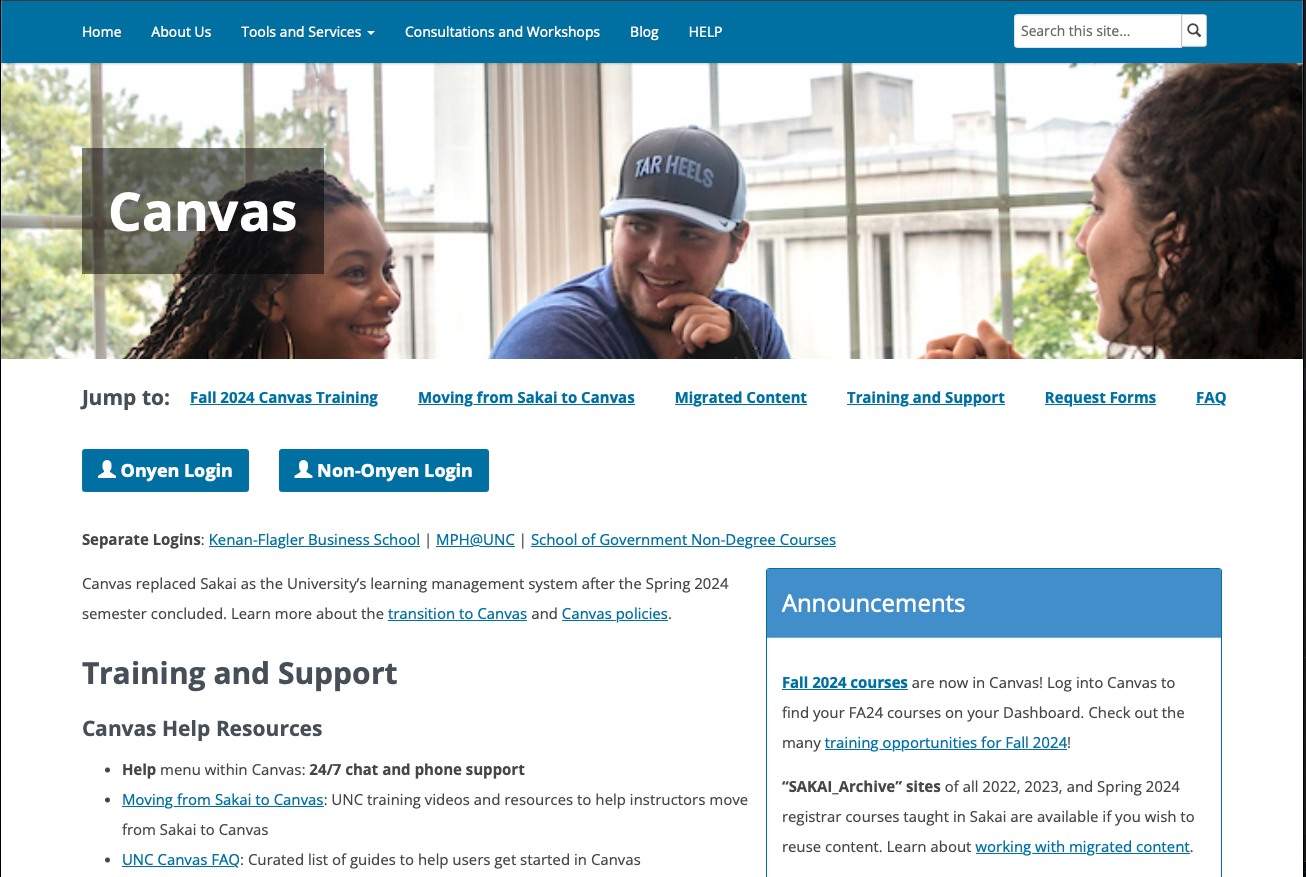 Home About Us Tools and Services Consultations and Workshops Blog HELP Search this site...
TAR HEELS
Canvas
Jump to: Fall 2024 Canvas Training Moving from Sakai to Canvas Migrated Content Training and Support Request Forms FAQ
Onyen Login Non-Onyen Login
Separate Logins: Kenan-Flagler Business School | MPH@UNC | School of Government Non-Degree Courses
Canvas replaced Sakai as the University’s learning management system after the Spring 2024
semester concluded. Learn more about the transition to Canvas and Canvas policies.
Training and Support
Canvas Help Resources
• Help menu within Canvas: 24/7 chat and phone support
• Moving from Sakai to Canvas: UNC training videos and resources to help instructors move
from Sakai to Canvas
• UNC Canvas FAQ: Curated list of guides to help users get started in Canvas
Announcements
Fall 2024 courses are now in Canvas! Log into Canvas to
find your FA24 courses on your Dashboard. Check out the
many training opportunities for Fall 2024!
“SAKAI_Archive” sites of all 2022, 2023, and Spring 2024
registrar courses taught in Sakai are available if you wish to
reuse content. Learn about working with migrated content.